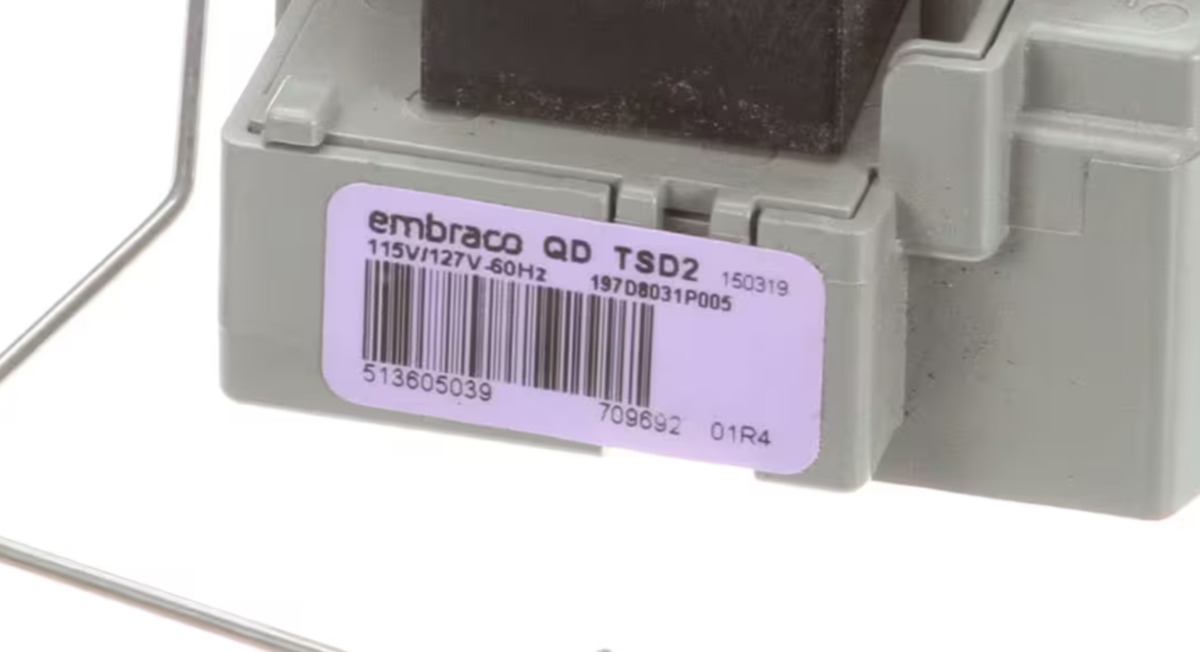 embraco QD TSD2 150319
115V/127V-60Hz 197D8031P005
513605039 709692 01R4